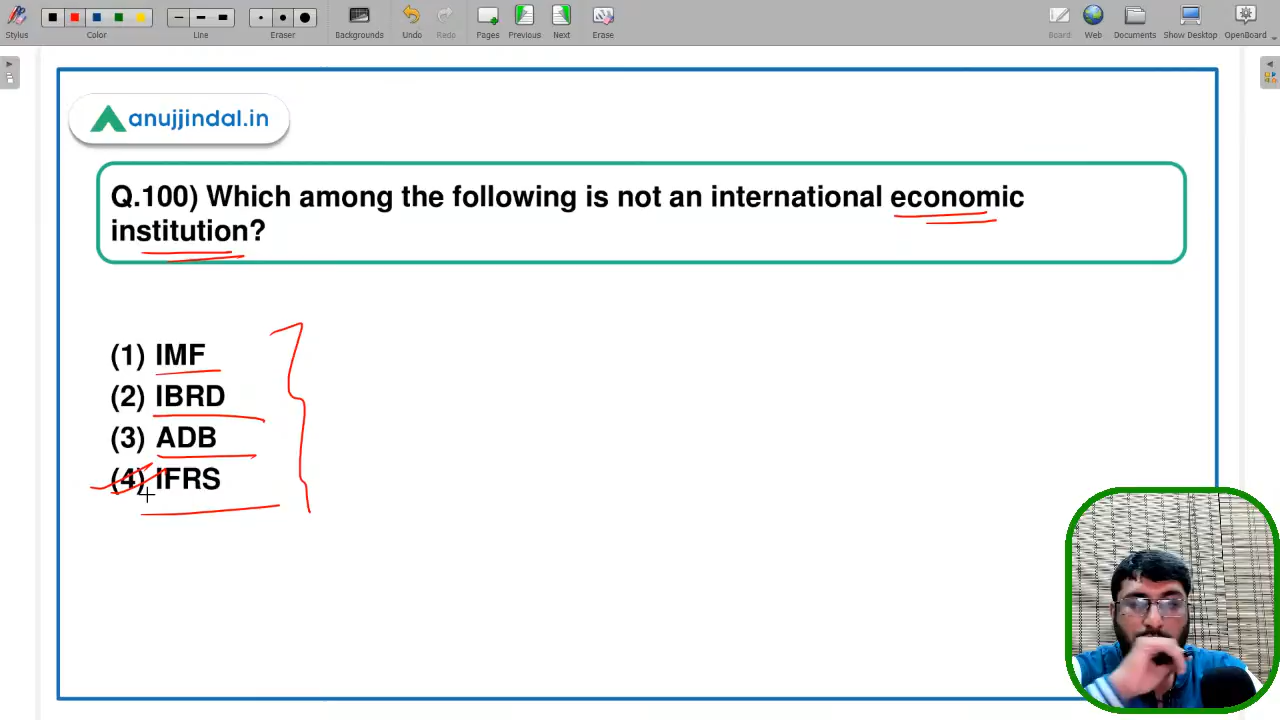 Stylus
Color
Line
Eraser
Backgrounds
Undo
Redo
Pages
Previous
Next
Erase
Board
Web
Documents
Show Desktop
OpenBoard
anujjindal.in
Q.100) Which among the following is not an international economic
institution?
(1) IMF
(2) IBRD
(3) ADB
(4) IFRS